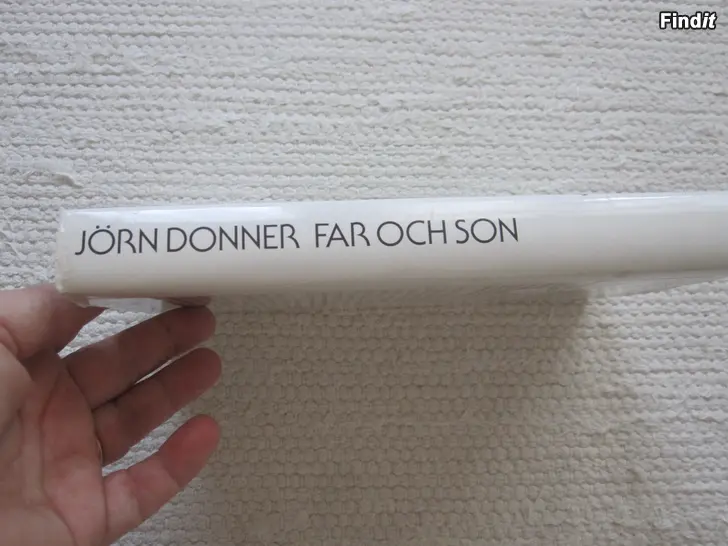 Findit
JÖRN DONNER FAR OCH SON